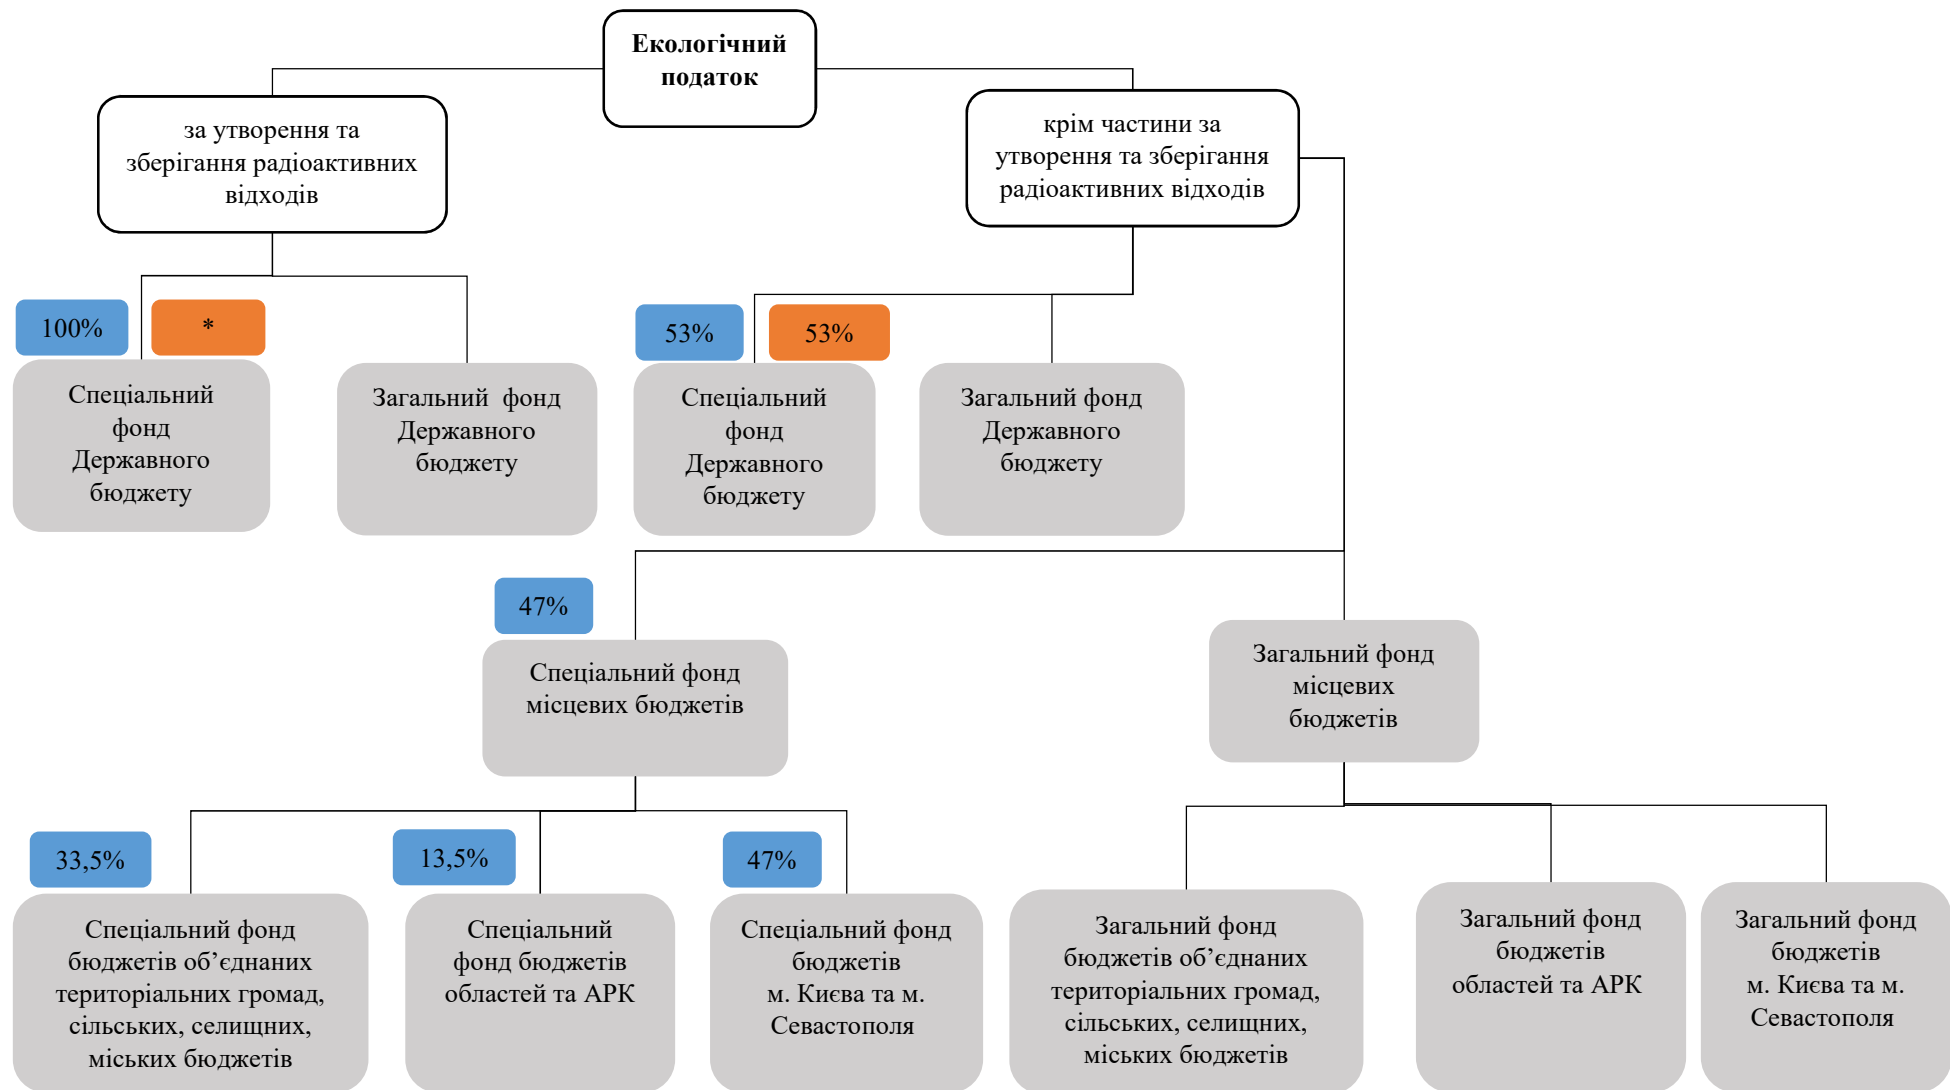 Екологічний
податок
за утворення та
зберігання радіоактивних
відходів
крім частини за
утворення та зберігання
радіоактивних відходів
100%
*
53%
53%
Спеціальний
фонд
Державного
бюджету
Загальний фонд
Державного
бюджету
Спеціальний
фонд
Державного
бюджету
Загальний фонд
Державного
бюджету
47%
Спеціальний фонд
місцевих бюджетів
Загальний фонд
місцевих
бюджетів
33,5%
13,5%
47%
Спеціальний фонд
бюджетів об’єднаних
територіальних громад,
сільських, селищних,
міських бюджетів
Спеціальний
фонд бюджетів
областей та АРК
Спеціальний фонд
бюджетів
м. Києва та м.
Севастополя
Загальний фонд
бюджетів об’єднаних
територіальних громад,
сільських, селищних,
міських бюджетів
Загальний фонд
бюджетів
областей та АРК
Загальний фонд
бюджетів
м. Києва та м.
Севастополя